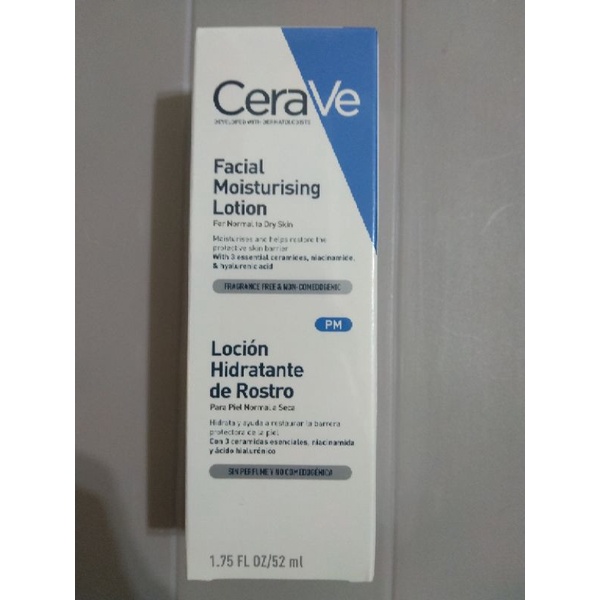 CeraVe
DEVELOPED WITH DERMATOLOGISTS
Facial
Moisturising
Lotion
For Normal to Dry Skin
Moisturises and helps restore the
protective skin barrier
With 3 essential ceramides, niacinamide,
& hyaluronic acid
FRAGRANCE FREE & NON-COMEDOGENIC
PM
Loción
Hidratante
de Rostro
Para Piel Normal a Seca
Hidrata y ayuda a restaurar la barrera
protectora de la piel
Con 3 ceramidas esenciales, niacinamida
y ácido hialurónico
SIN PERFUME Y NO COMEDOGÉNICA
1.75 FL OZ/52 ml